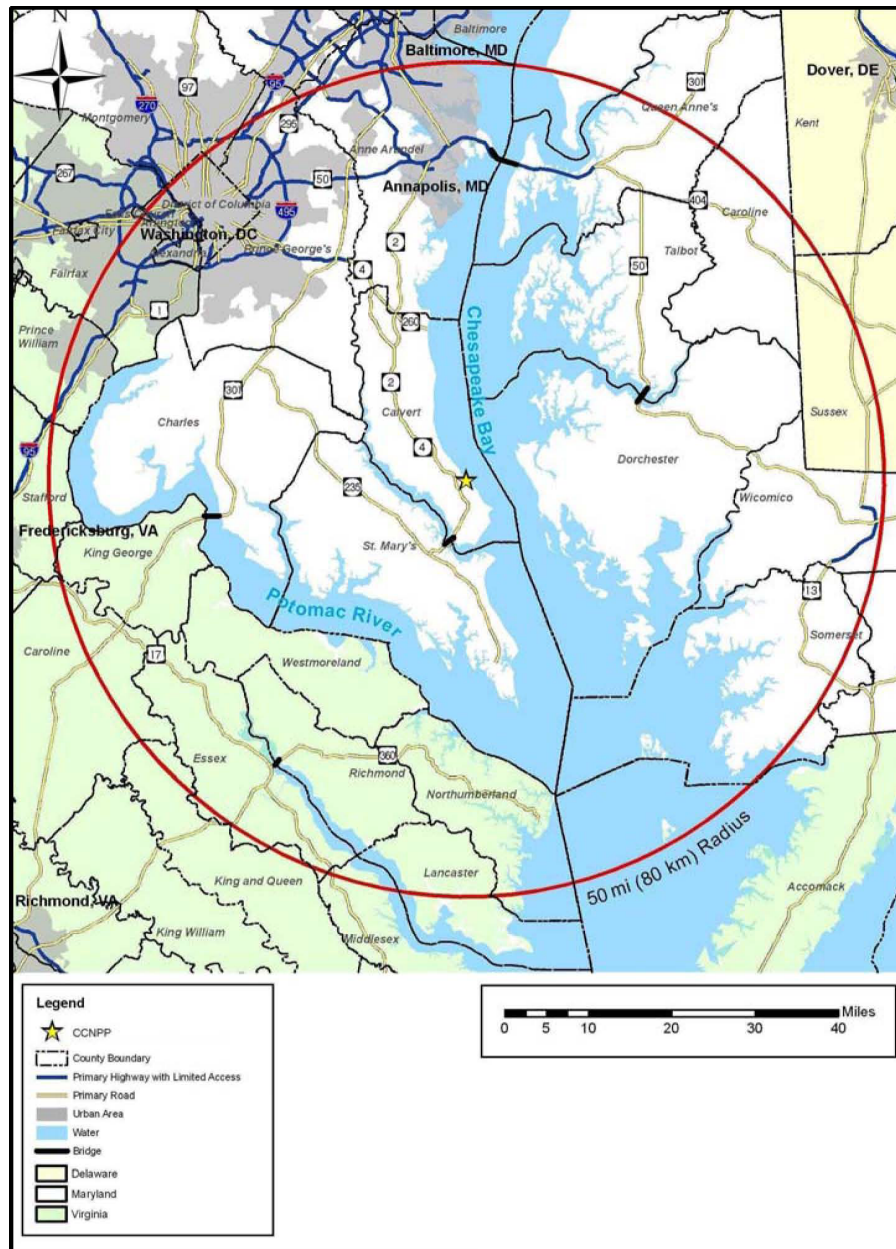 N
Baltimore
Baltimore, MD
Dover, DE
97
95
270
Montgomery
301
Queen Anne's
Kent
295
Anne Arundel
50
267
Annapolis, MD
District of Columbia
495
404
Caroline
Fairfax City
Arlington
Washington, DC
Prince George's
Alexandria
2
Talbot
50
Fairfax
4
1
260
Prince
William
Chesapeake Bay
2
301
Calvert
Charles
Sussex
4
95
Dorchester
235
Wicomico
Stafford
Fredericksburg, VA
King George
St. Mary's
Potomac River
13
Somerset
Caroline
17
Westmoreland
Essex
360
Richmond
Northumberland
50 mi (80 km) Radius
Lancaster
King and Queen
Accomack
Richmond, VA
King William
Middlesex
Legend
CCNPP
County Boundary
Primary Highway with Limited Access
Primary Road
Urban Area
Water
Bridge
Delaware
Maryland
Virginia
Miles
0 5 10 20 30 40